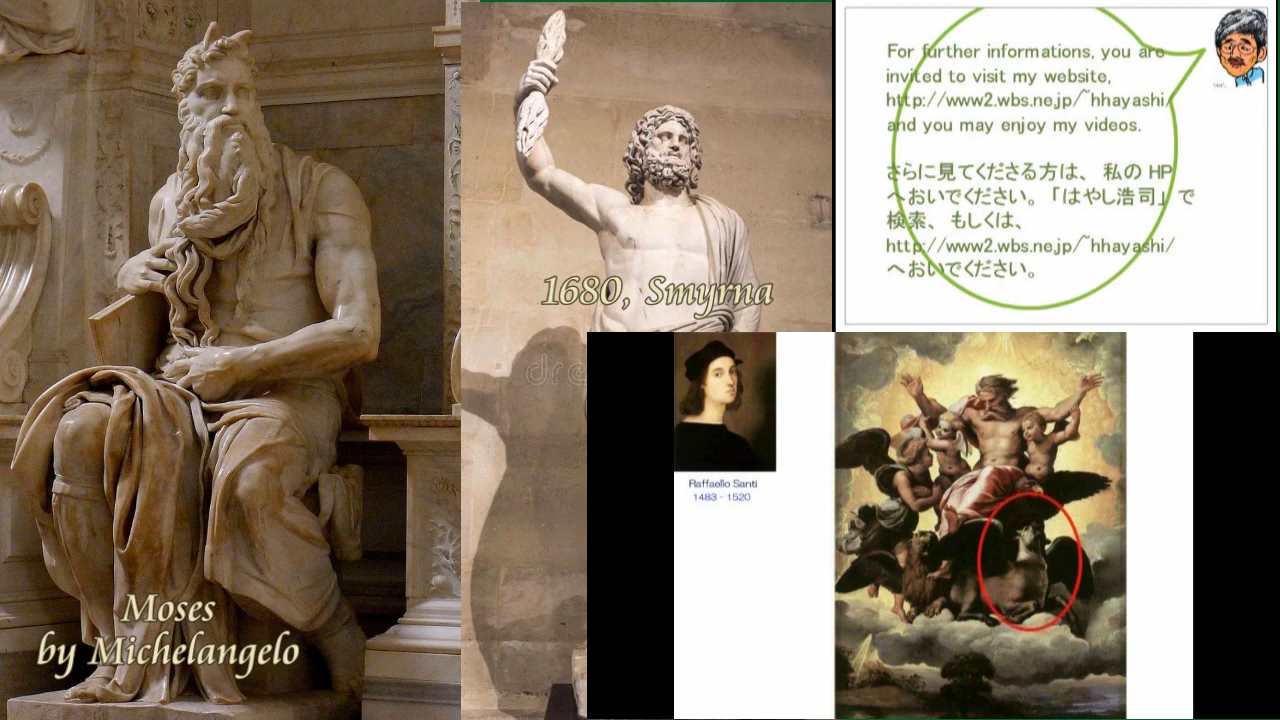 Moses
by Michelangelo
1680, Smyrna
dre
For further informations, you are
invited to visit my website,
http://www2.wbs.ne.jp/~hhayashi/
and you may enjoy my videos.
さらに見てくださる方は、 私の HP
へおいでください。 「はやし浩司」 で
検索、 もしくは、
http://www2.wbs.ne.jp/~hhayashi/
へおいでください。
Raffaello Santi
1483 - 1520